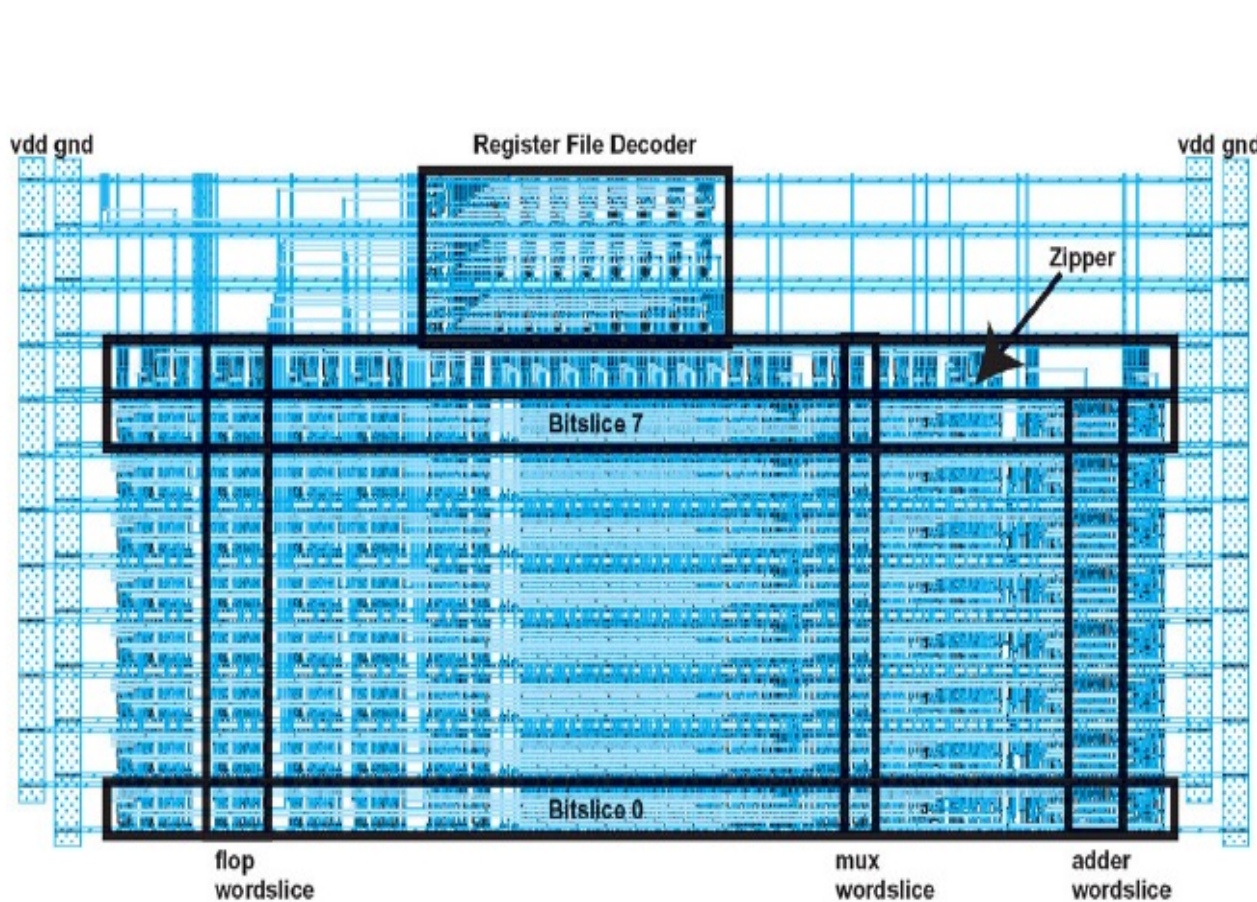 vdd gnd
Register File Decoder
vdd gnd
Zipper
Bitslice 7
Bitslice 0
flop
wordslice
mux
wordslice
adder
wordslice